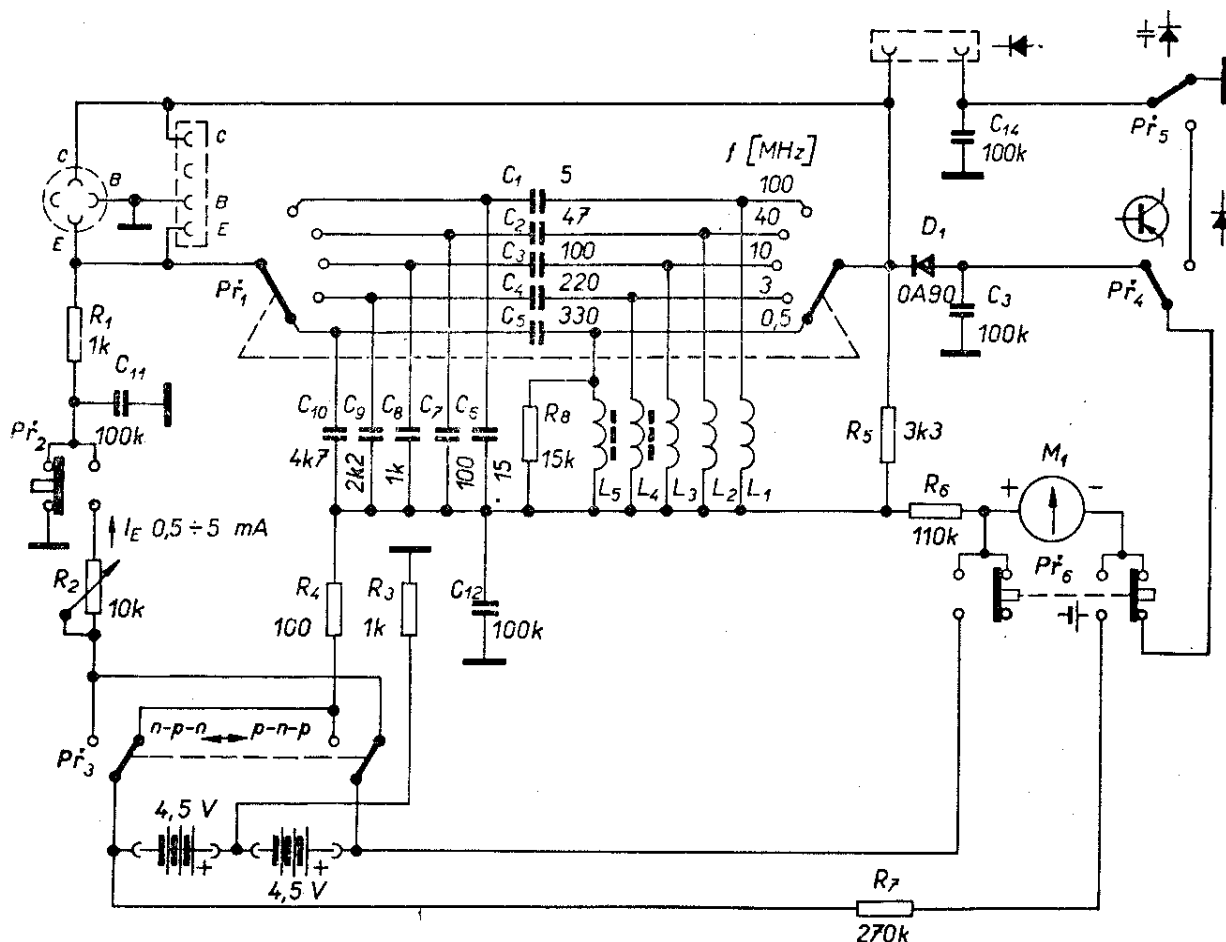 C
B
E
C
B
E
Př1
R1
1k
C11
100k
Př2
IE 0,5 ÷ 5 mA
R2
10k
Př3
n-p-n
p-n-p
4,5 V
+
4,5 V
+
f [MHz]
C1 5 100
C2 47 40
C3 100 10
C4 220 3
C5 330 0,5
C10
4k7
C9
2k2
C8
1k
C7
100
C6
15
R8
15k
L5
L4
L3
L2
L1
R4
100
R3
1k
C12
100k
C14
100k
Př5
D1
0A90
C3
100k
Př4
R5
3k3
R6
110k
M1
+
-
Př6
R7
270k